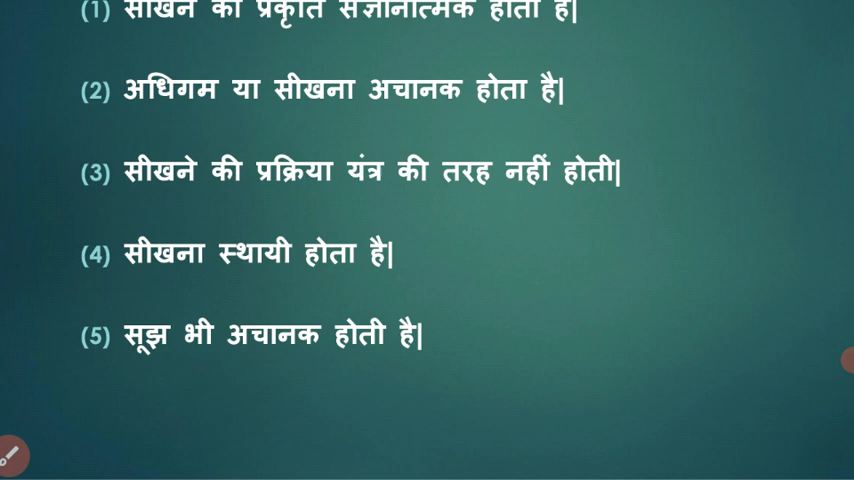 (1) सीखने की प्रकृति संज्ञानात्मक होती है|
(2) अधिगम या सीखना अचानक होता है|
(3) सीखने की प्रक्रिया यंत्र की तरह नहीं होती|
(4) सीखना स्थायी होता है|
(5) सूझ भी अचानक होती है|